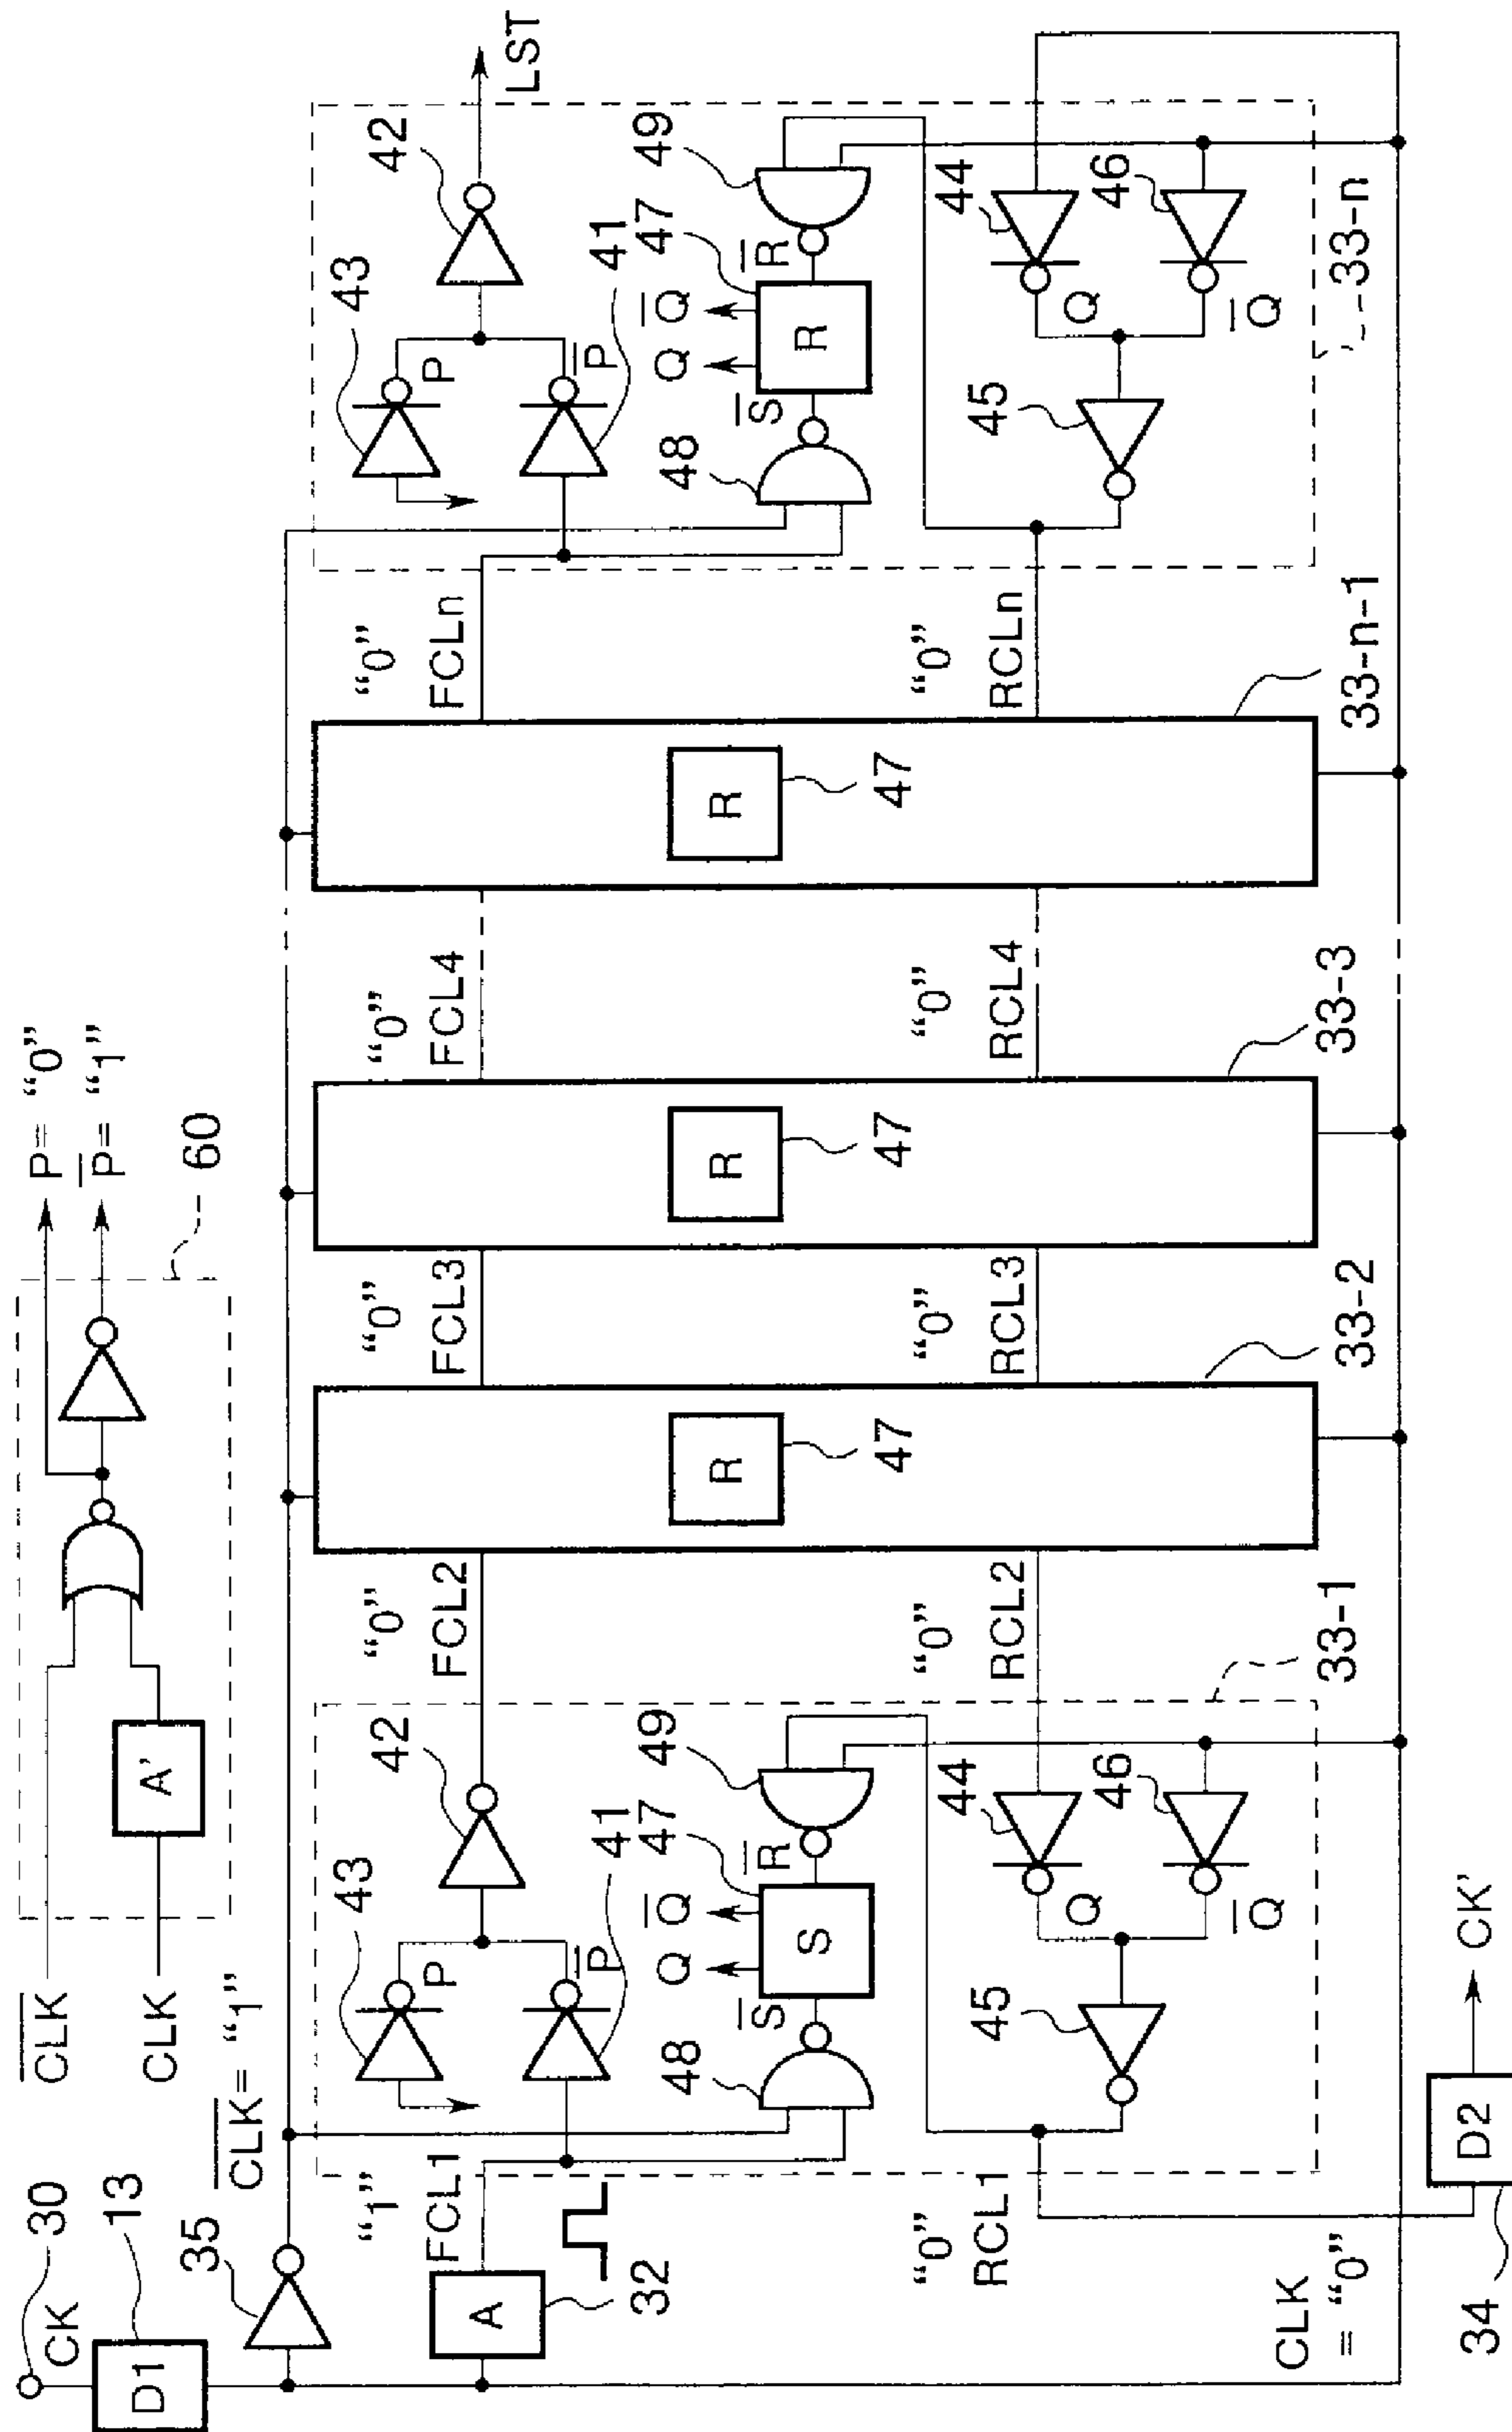 CK 30
D1 13
CLK
CLK
A'
60
P= “0”
P= “1”
CLK= “1”
35
A 32
“1”
FCL1
“0”
FCL2
“0”
FCL3
“0”
FCL4
“0”
FCLn
LST
43
P
42
41
P
48
S
S
Q Q
47
R
49
R
47
R
47
R
47
43
P
42
41
P
48
S
R
Q Q
47
R
49
“0”
RCL1
“0”
RCL2
“0”
RCL3
“0”
RCL4
“0”
RCLn
45
Q
44
Q
46
45
Q
44
Q
46
33-1
33-2
33-3
33-n-1
33-n
CLK
= “0”
34
D2
CK'